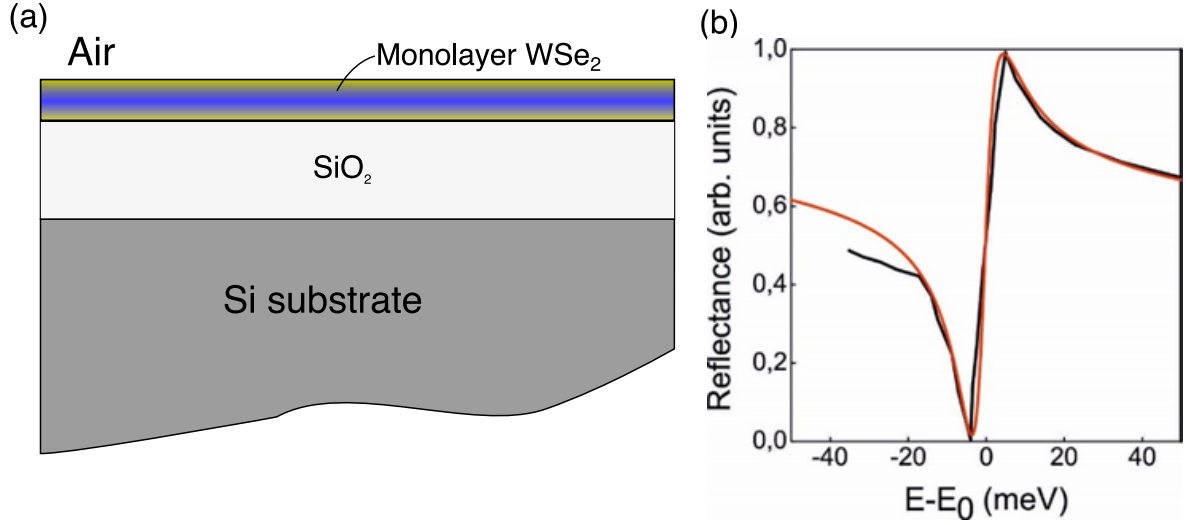 (a)
Air
Monolayer WSe₂
SiO₂
Si substrate
(b)
Reflectance (arb. units)
1,0
0,8
0,6
0,4
0,2
0,0
-40 -20 0 20 40
E-E₀ (meV)